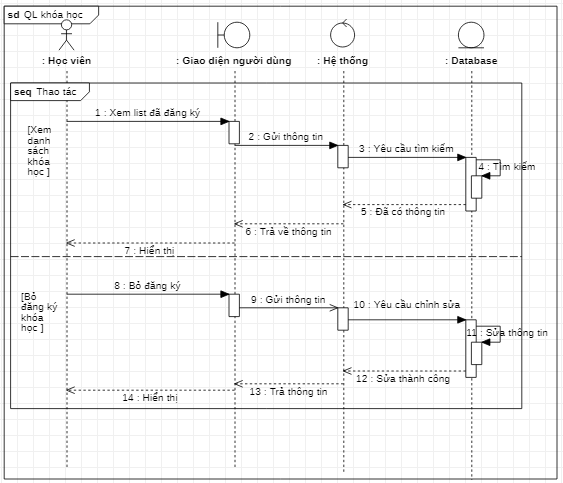 sd QL khóa học
: Học viên
: Giao diện người dùng
: Hệ thống
: Database
seq Thao tác
1 : Xem list đã đăng ký
[Xem
danh
sách
khóa
học ]
2 : Gửi thông tin
3 : Yêu cầu tìm kiếm
4 : Tìm kiếm
5 : Đã có thông tin
6 : Trả về thông tin
7 : Hiển thị
8 : Bỏ đăng ký
[Bỏ
đăng ký
khóa
học ]
9 : Gửi thông tin
10 : Yêu cầu chỉnh sửa
11 : Sửa thông tin
12 : Sửa thành công
13 : Trả thông tin
14 : Hiển thị